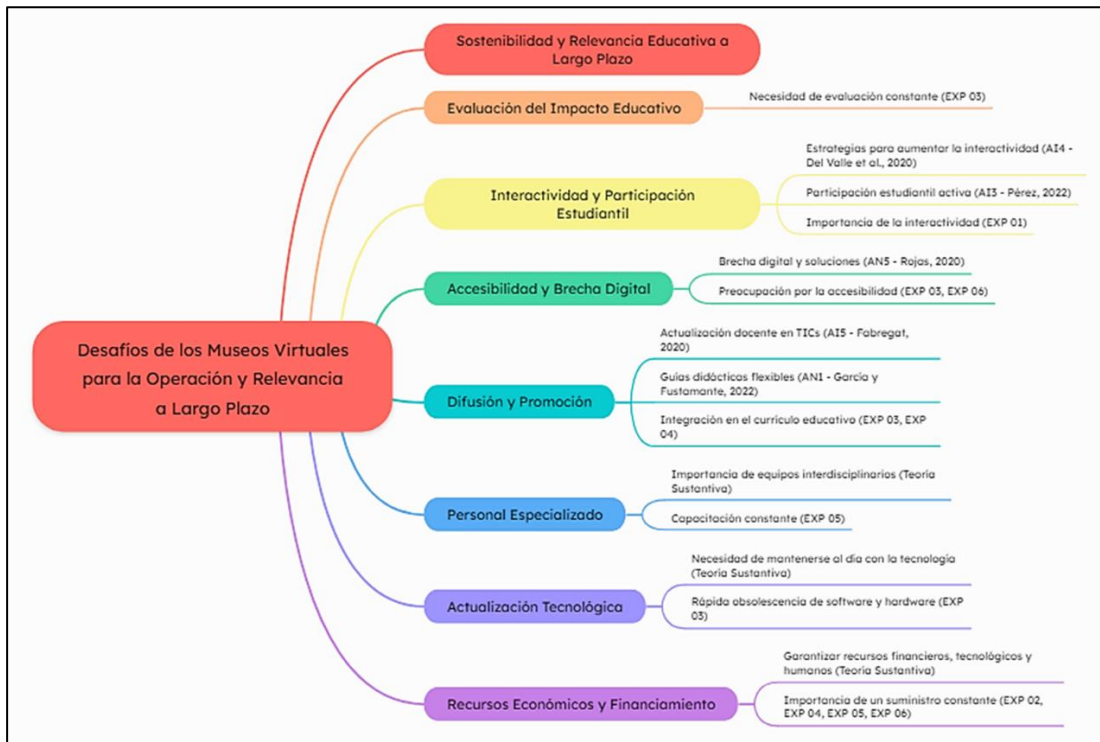 Sostenibilidad y Relevancia Educativa a
Largo Plazo
Evaluación del Impacto Educativo
Necesidad de evaluación constante (EXP 03)
Interactividad y Participación
Estudiantil
Estrategias para aumentar la interactividad (AI4 -
Del Valle et al., 2020)
Participación estudiantil activa (AI3 - Pérez, 2022)
Importancia de la interactividad (EXP 01)
Accesibilidad y Brecha Digital
Brecha digital y soluciones (AN5 - Rojas, 2020)
Preocupación por la accesibilidad (EXP 03, EXP 06)
Desafíos de los Museos Virtuales
para la Operación y Relevancia
a Largo Plazo
Difusión y Promoción
Actualización docente en TICs (AI5 - Fabregat,
2020)
Guías didácticas flexibles (AN1 - García y
Fustamante, 2022)
Integración en el currículo educativo (EXP 03, EXP
04)
Personal Especializado
Importancia de equipos interdisciplinarios (Teoría
Sustantiva)
Capacitación constante (EXP 05)
Actualización Tecnológica
Necesidad de mantenerse al día con la tecnología
(Teoría Sustantiva)
Rápida obsolescencia de software y hardware (EXP
03)
Recursos Económicos y Financiamiento
Garantizar recursos financieros, tecnológicos y
humanos (Teoría Sustantiva)
Importancia de un suministro constante (EXP 02,
EXP 04, EXP 05, EXP 06)